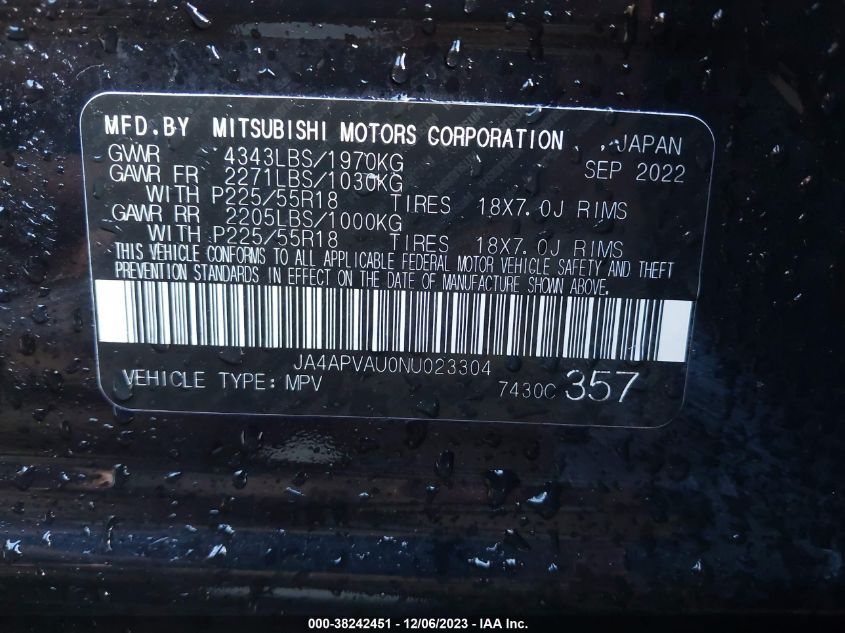 MFD.BY MITSUBISHI MOTORS CORPORATION , JAPAN
GVWR 4343LBS/1970KG SEP 2022
GAWR FR 2271LBS/1030KG
WITH P225/55R18 TIRES 18X7.0J RIMS
GAWR RR 2205LBS/1000KG
WITH P225/55R18 TIRES 18X7.0J RIMS
THIS VEHICLE CONFORMS TO ALL APPLICABLE FEDERAL MOTOR VEHICLE SAFETY AND THEFT
PREVENTION STANDARDS IN EFFECT ON THE DATE OF MANUFACTURE SHOWN ABOVE.
JA4APVAU0NU023304
VEHICLE TYPE: MPV 7430C 357
000-38242451 - 12/06/2023 - IAA Inc.